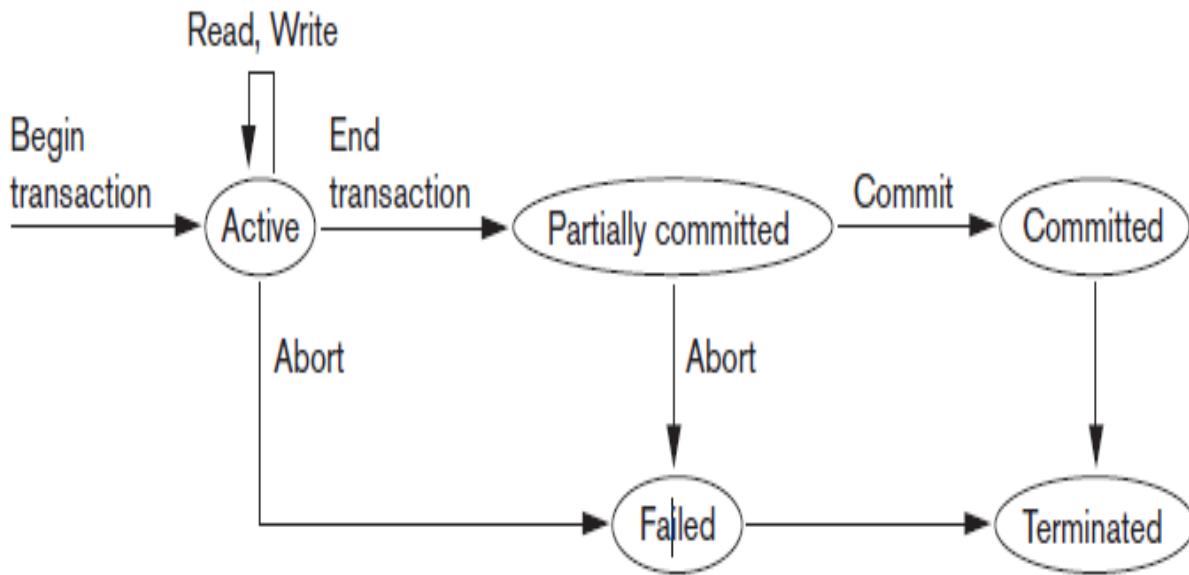 Read, Write
Begin
transaction
End
transaction
Active
Partially committed
Commit
Committed
Abort
Abort
Failed
Terminated